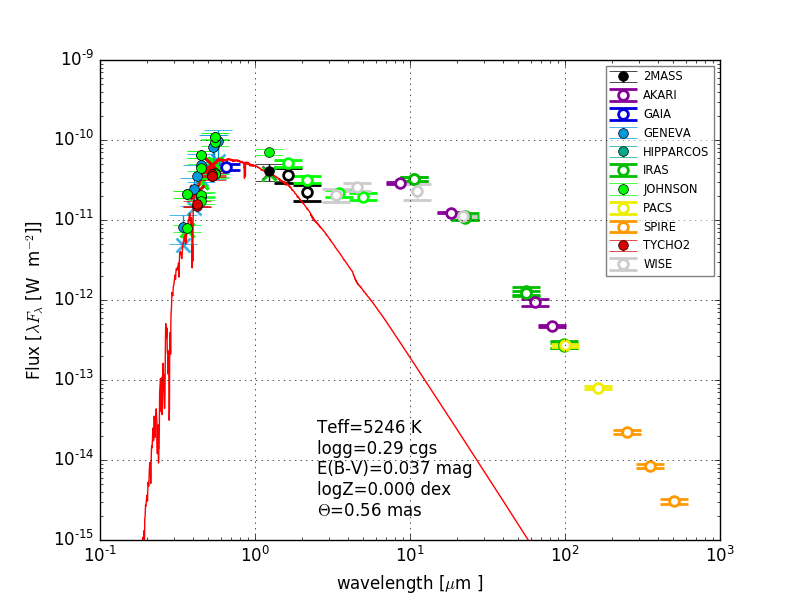 10⁻⁹
10⁻¹⁰
10⁻¹¹
10⁻¹²
10⁻¹³
10⁻¹⁴
10⁻¹⁵
Flux [λF_λ [W m⁻²]]
2MASS
AKARI
GAIA
GENEVA
HIPPARCOS
IRAS
JOHNSON
PACS
SPIRE
TYCHO2
WISE
Teff=5246 K
logg=0.29 cgs
E(B-V)=0.037 mag
logZ=0.000 dex
Θ=0.56 mas
10⁻¹ 10⁰ 10¹ 10² 10³
wavelength [μm ]